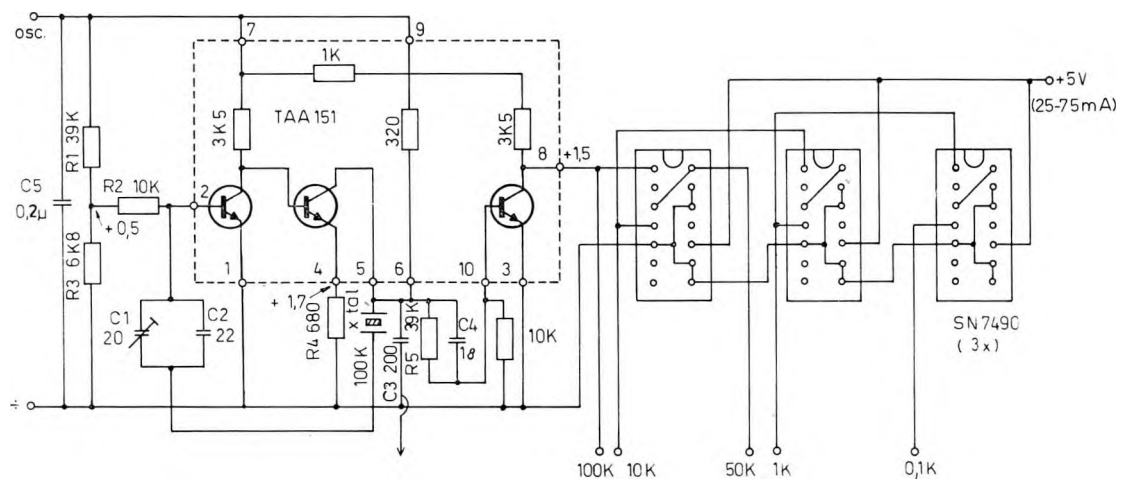 osc.
7
9
1K
TAA 151
3K5
320
3K5
8
+1,5
+5V
(25-75mA)
R1 39K
C5
0,2µ
R2 10K
2
+0,5
R3 6K8
1
4
5
6
10
3
+ 1,7
C1
20
C2
22
R4 680
x tal
100K
C3 200
R5 39K
C4
18
10K
SN7490
(3x)
÷
100K
10K
50K
1K
0,1K